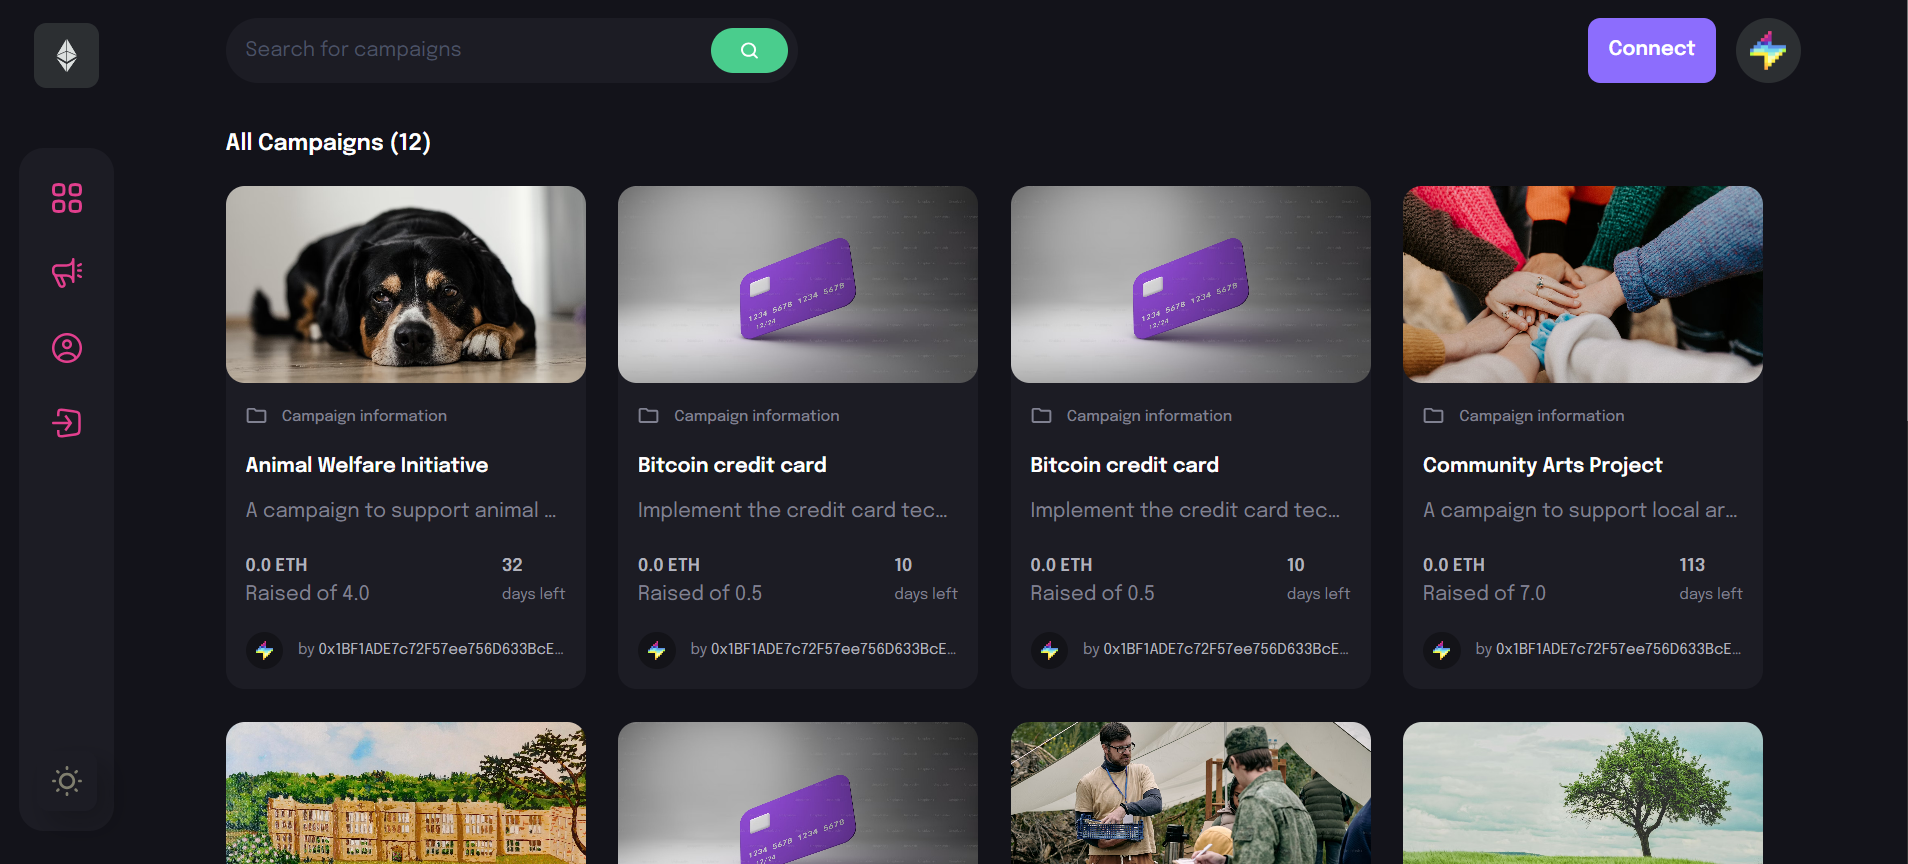 Search for campaigns
Connect
All Campaigns (12)
1234 5678 1234 5678
12/24
1234 5678 1234 5678
12/24
Campaign information
Campaign information
Campaign information
Campaign information
Animal Welfare Initiative
Bitcoin credit card
Bitcoin credit card
Community Arts Project
A campaign to support animal ...
Implement the credit card tec...
Implement the credit card tec...
A campaign to support local ar...
0.0 ETH
32
0.0 ETH
10
0.0 ETH
10
0.0 ETH
113
Raised of 4.0
days left
Raised of 0.5
days left
Raised of 0.5
days left
Raised of 7.0
days left
by 0x1BF1ADE7c72F57ee756D633BcE...
by 0x1BF1ADE7c72F57ee756D633BcE...
by 0x1BF1ADE7c72F57ee756D633BcE...
by 0x1BF1ADE7c72F57ee756D633BcE...
1234 5678 1234 5678
12/24